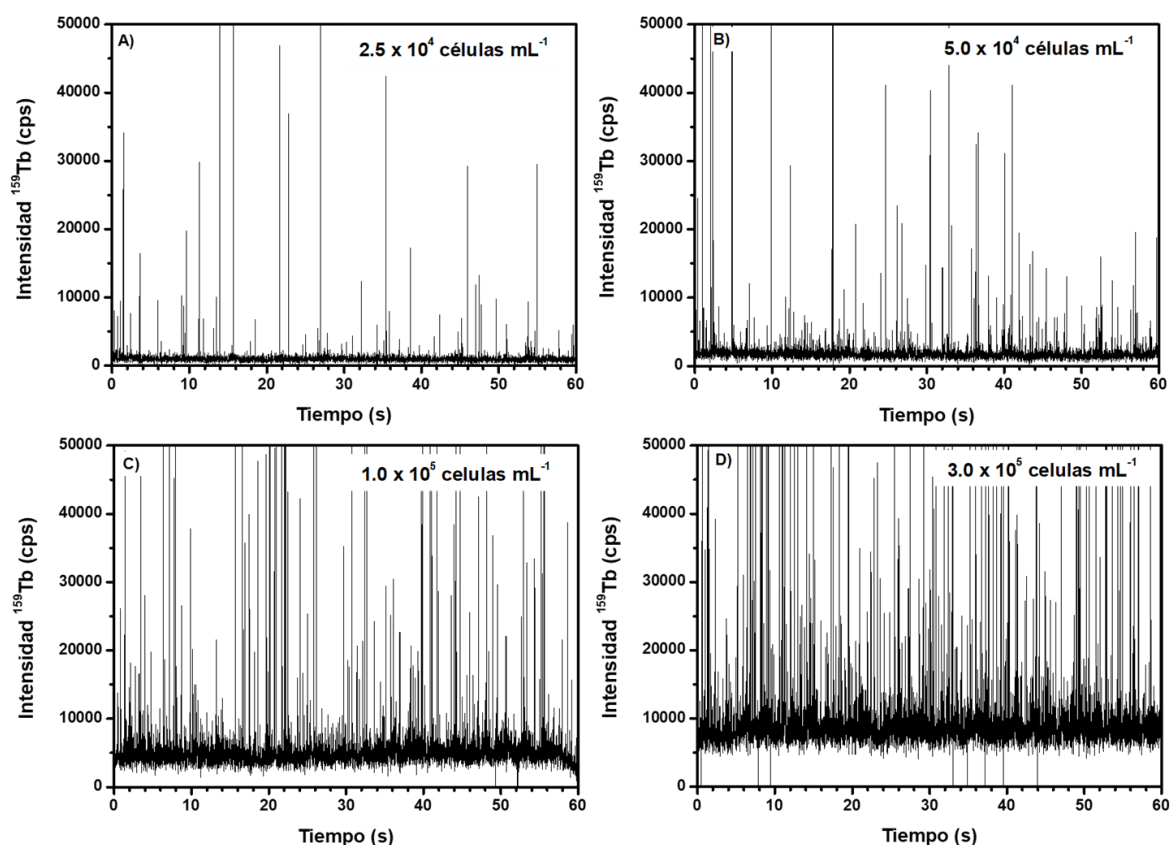 A)
2.5 x 10⁴ células mL⁻¹
Intensidad ¹⁵⁹Tb (cps)
50000
40000
30000
20000
10000
0
0 10 20 30 40 50 60
Tiempo (s)
B)
5.0 x 10⁴ células mL⁻¹
Intensidad ¹⁵⁹Tb (cps)
50000
40000
30000
20000
10000
0
0 10 20 30 40 50 60
Tiempo (s)
C)
1.0 x 10⁵ celulas mL⁻¹
Intensidad ¹⁵⁹Tb (cps)
50000
40000
30000
20000
10000
0
0 10 20 30 40 50 60
Tiempo (s)
D)
3.0 x 10⁵ celulas mL⁻¹
Intensidad ¹⁵⁹Tb (cps)
50000
40000
30000
20000
10000
0
0 10 20 30 40 50 60
Tiempo (s)